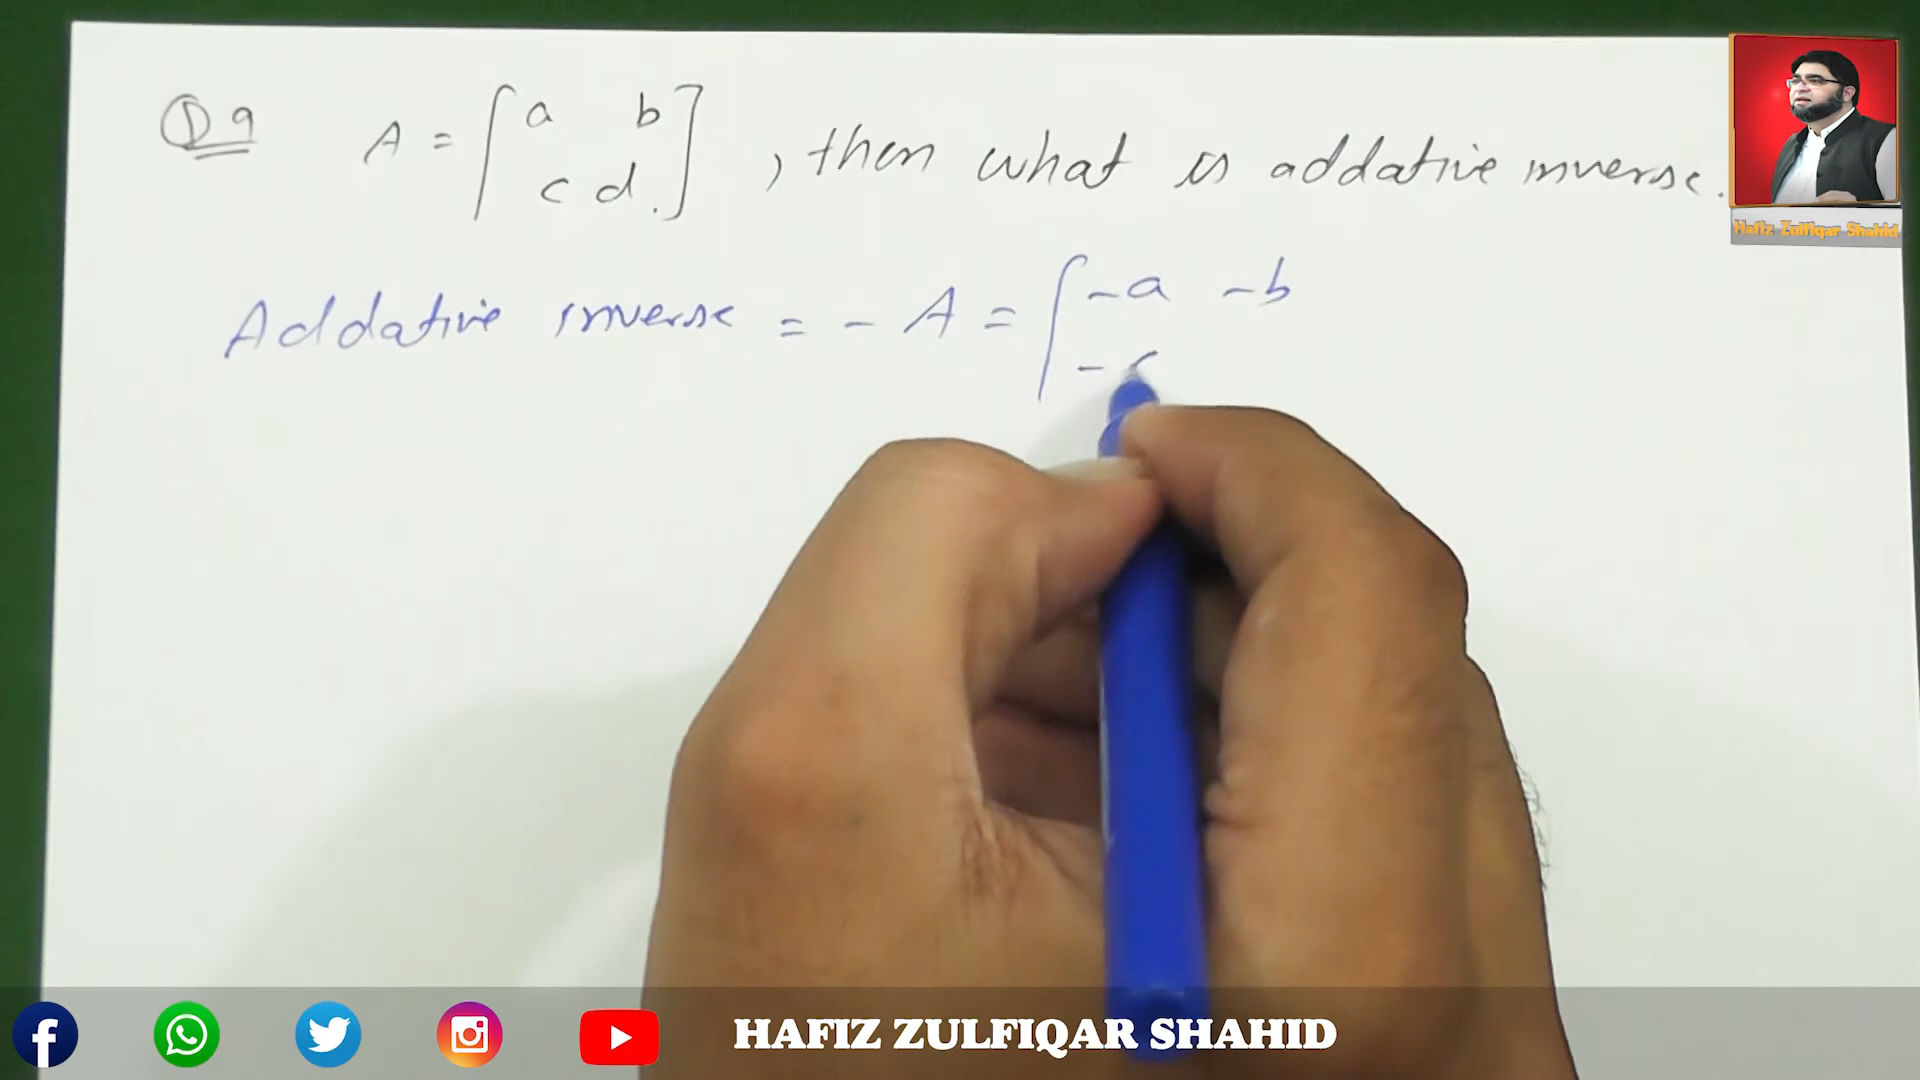 Q9 A = [a b], then what is addative inverse.
c d.
Addative inverse = - A = [-a -b
- c
Hafiz Zulfiqar Shahid
HAFIZ ZULFIQAR SHAHID